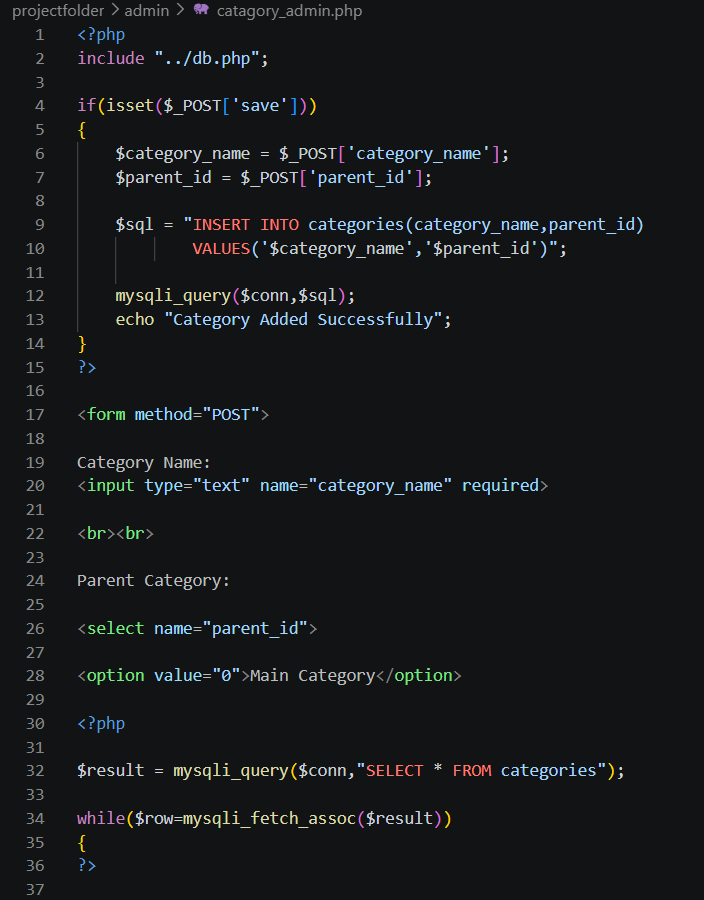 projectfolder > admin > catagory_admin.php
1 <?php
2 include "../db.php";
3
4 if(isset($_POST['save']))
5 {
6 $category_name = $_POST['category_name'];
7 $parent_id = $_POST['parent_id'];
8
9 $sql = "INSERT INTO categories(category_name,parent_id)
10 VALUES('$category_name','$parent_id')";
11
12 mysqli_query($conn,$sql);
13 echo "Category Added Successfully";
14 }
15 ?>
16
17 <form method="POST">
18
19 Category Name:
20 <input type="text" name="category_name" required>
21
22 <br><br>
23
24 Parent Category:
25
26 <select name="parent_id">
27
28 <option value="0">Main Category</option>
29
30 <?php
31
32 $result = mysqli_query($conn,"SELECT * FROM categories");
33
34 while($row=mysqli_fetch_assoc($result))
35 {
36 ?>
37